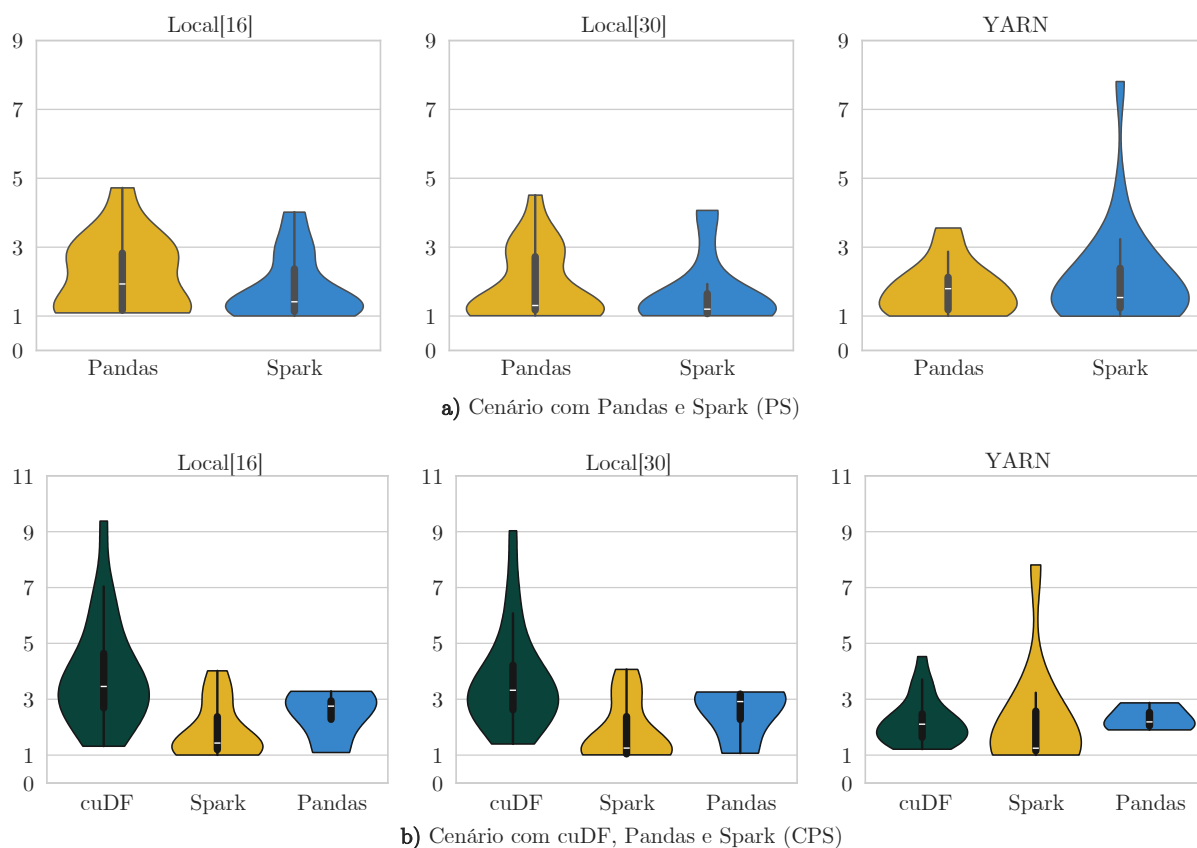 Local[16] Local[30] YARN
9 9 9
7 7 7
5 5 5
3 3 3
1 1 1
0 0 0
Pandas Spark Pandas Spark Pandas Spark
a) Cenário com Pandas e Spark (PS)
Local[16] Local[30] YARN
11 11 11
9 9 9
7 7 7
5 5 5
3 3 3
1 1 1
0 0 0
cuDF Spark Pandas cuDF Spark Pandas cuDF Spark Pandas
b) Cenário com cuDF, Pandas e Spark (CPS)